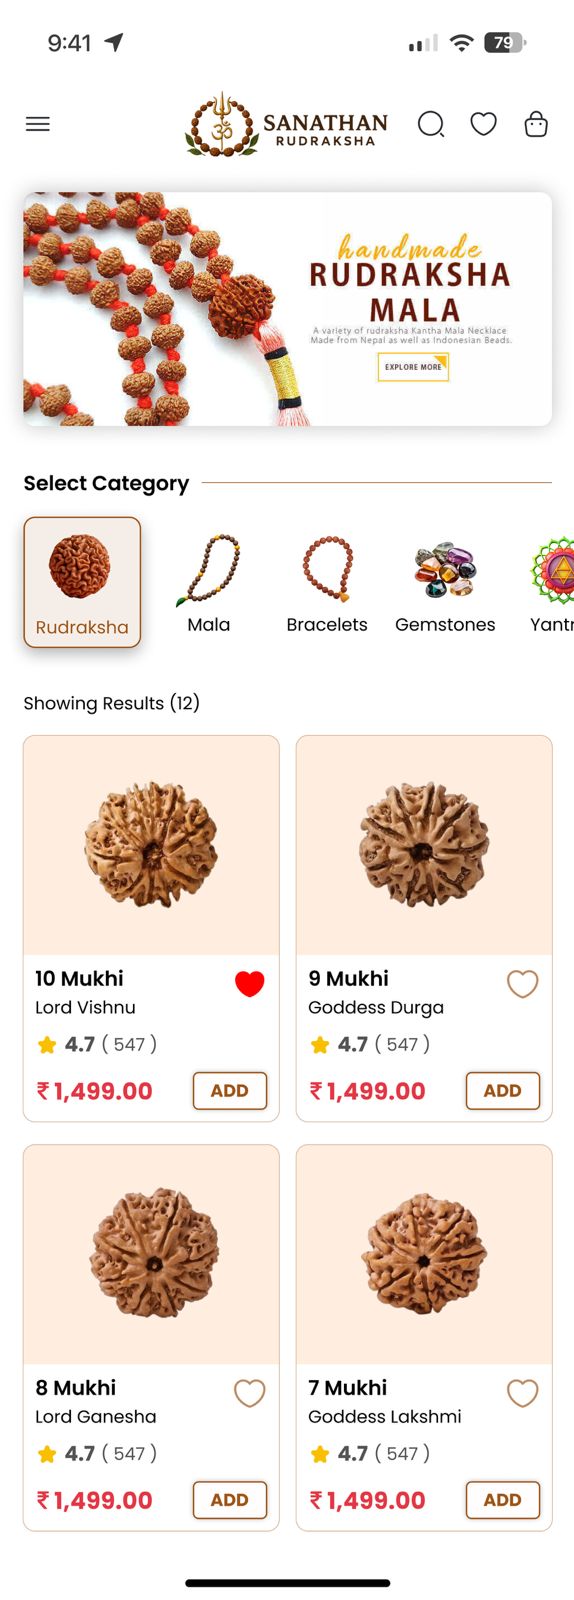 9:41
79
SANATHAN
RUDRAKSHA
handmade
RUDRAKSHA
MALA
A variety of rudraksha Kantha Mala Necklace
Made from Nepal as well as Indonesian Beads.
EXPLORE MORE
Select Category
Rudraksha
Mala
Bracelets
Gemstones
Yantr
Showing Results (12)
10 Mukhi
Lord Vishnu
4.7 ( 547 )
₹1,499.00
ADD
9 Mukhi
Goddess Durga
4.7 ( 547 )
₹1,499.00
ADD
8 Mukhi
Lord Ganesha
4.7 ( 547 )
₹1,499.00
ADD
7 Mukhi
Goddess Lakshmi
4.7 ( 547 )
₹1,499.00
ADD